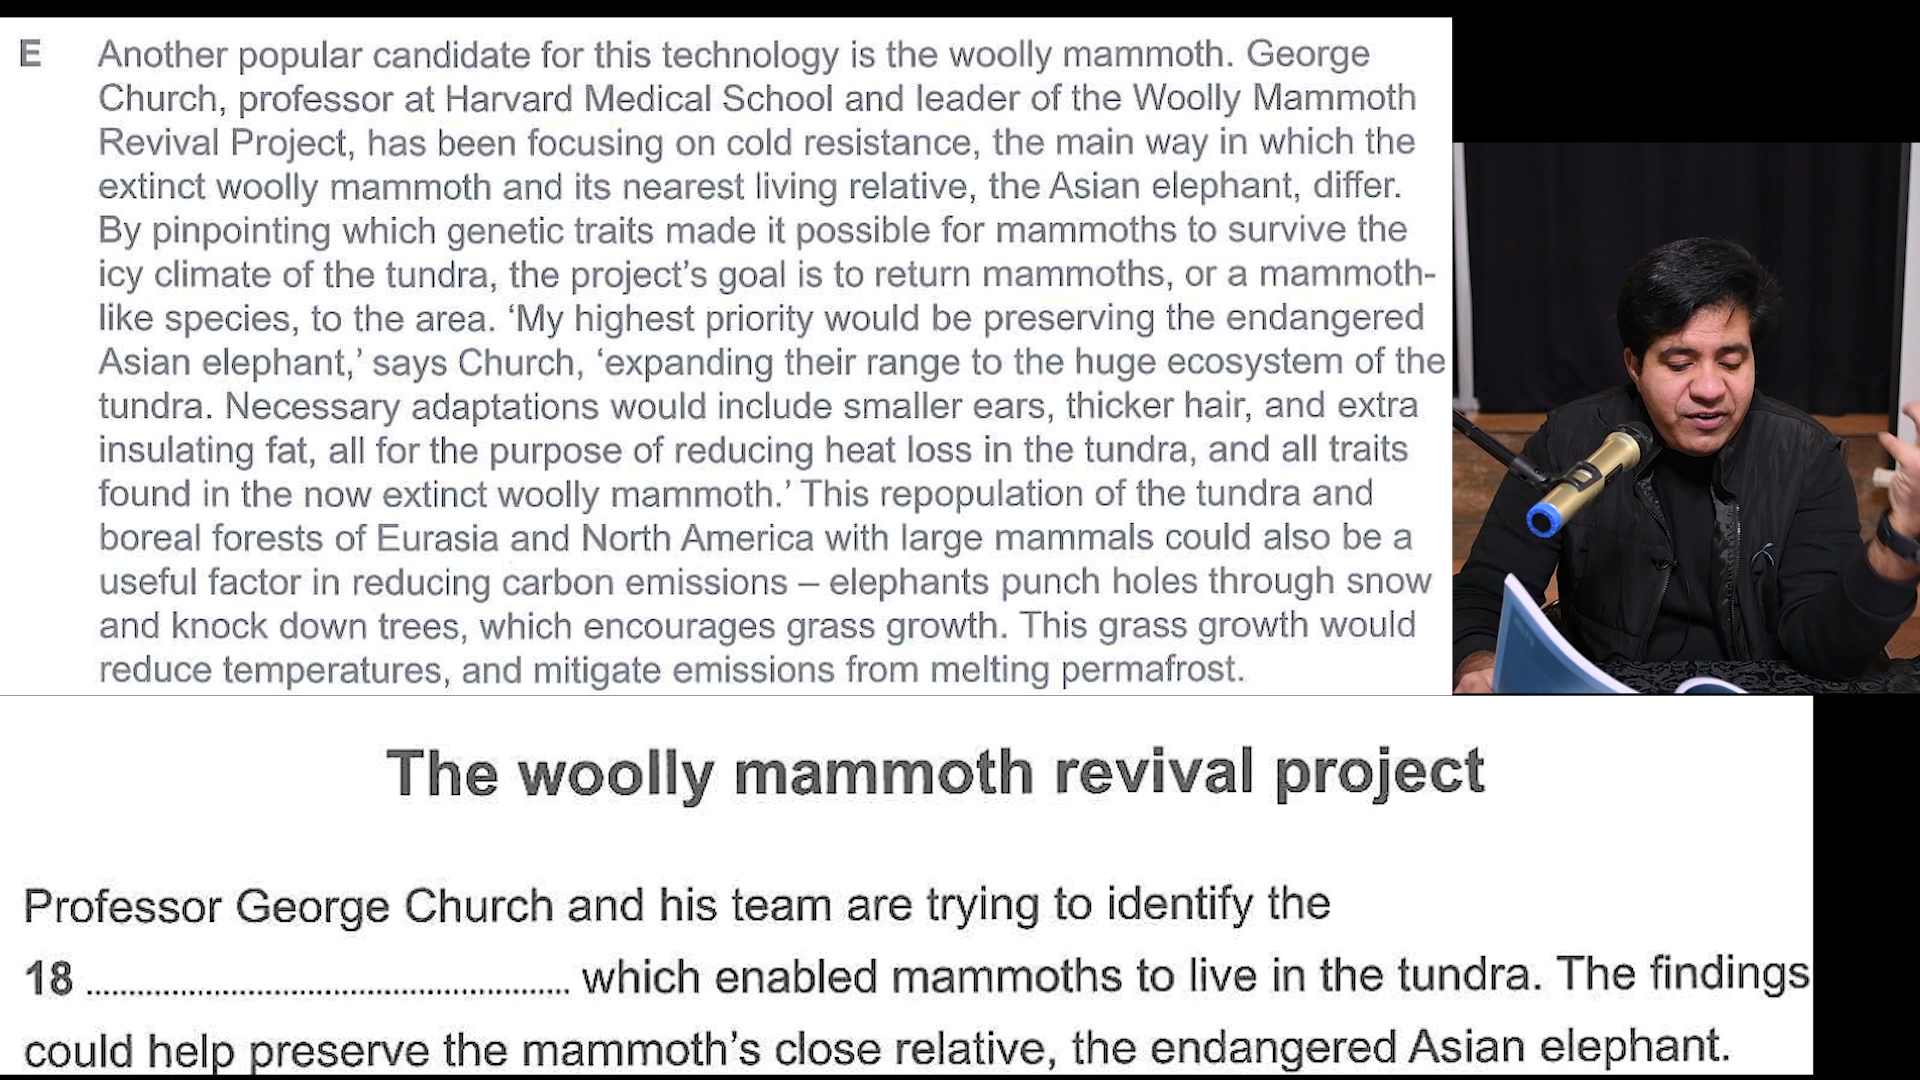 E Another popular candidate for this technology is the woolly mammoth. George
Church, professor at Harvard Medical School and leader of the Woolly Mammoth
Revival Project, has been focusing on cold resistance, the main way in which the
extinct woolly mammoth and its nearest living relative, the Asian elephant, differ.
By pinpointing which genetic traits made it possible for mammoths to survive the
icy climate of the tundra, the project's goal is to return mammoths, or a mammoth-
like species, to the area. ‘My highest priority would be preserving the endangered
Asian elephant,’ says Church, ‘expanding their range to the huge ecosystem of the
tundra. Necessary adaptations would include smaller ears, thicker hair, and extra
insulating fat, all for the purpose of reducing heat loss in the tundra, and all traits
found in the now extinct woolly mammoth.’ This repopulation of the tundra and
boreal forests of Eurasia and North America with large mammals could also be a
useful factor in reducing carbon emissions – elephants punch holes through snow
and knock down trees, which encourages grass growth. This grass growth would
reduce temperatures, and mitigate emissions from melting permafrost.
The woolly mammoth revival project
Professor George Church and his team are trying to identify the
18 ........................................................ which enabled mammoths to live in the tundra. The findings
could help preserve the mammoth’s close relative, the endangered Asian elephant.